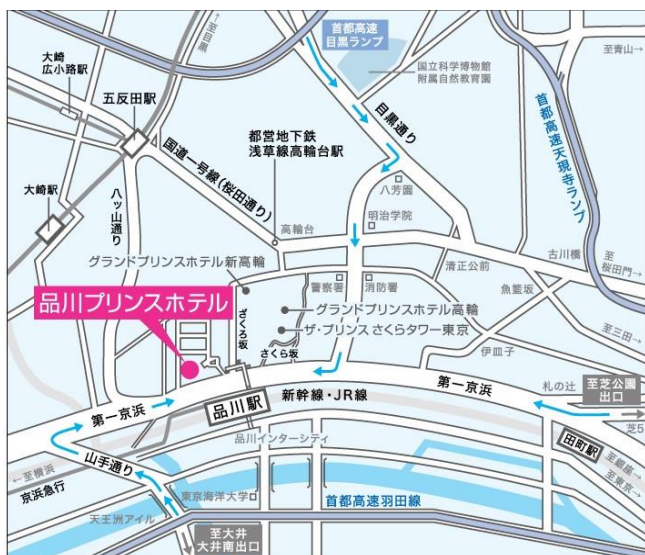 首都高速
目黒ランプ
至目黒→
至青山→
大崎
広小路駅
国立科学博物館
附属自然教育園
五反田駅
都営地下鉄
浅草線高輪台駅
目黒通り
首都高速天現寺ランプ
国道一号線(桜田通り)
大崎駅
八ッ山通り
八芳園
明治学院
高輪台
グランドプリンスホテル新高輪
清正公前
古川橋
至
桜田門→
警察署
消防署
魚籃坂
品川プリンスホテル
グランドプリンスホテル高輪
ざくろ坂
ザ・プリンス さくらタワー東京
至三田→
さくら坂
伊皿子
第一京浜
新幹線・JR線
第一京浜
札の辻
至芝公園
出口
品川駅
芝5
品川インターシティ
田町駅
山手通り
←至横浜
京浜急行
至銀座→
至東京→
東京海洋大学
首都高速羽田線
天王洲アイル
至大井
大井南出口